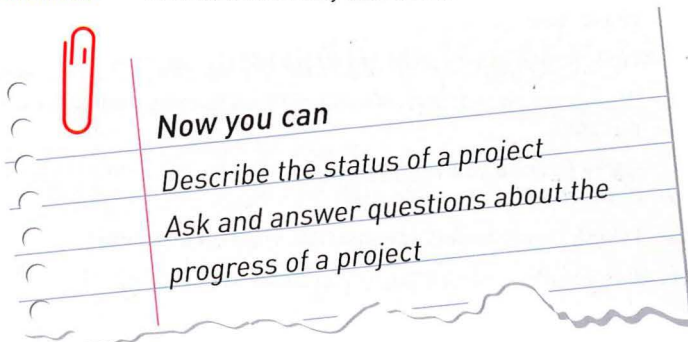 Now you can
Describe the status of a project
Ask and answer questions about the
progress of a project